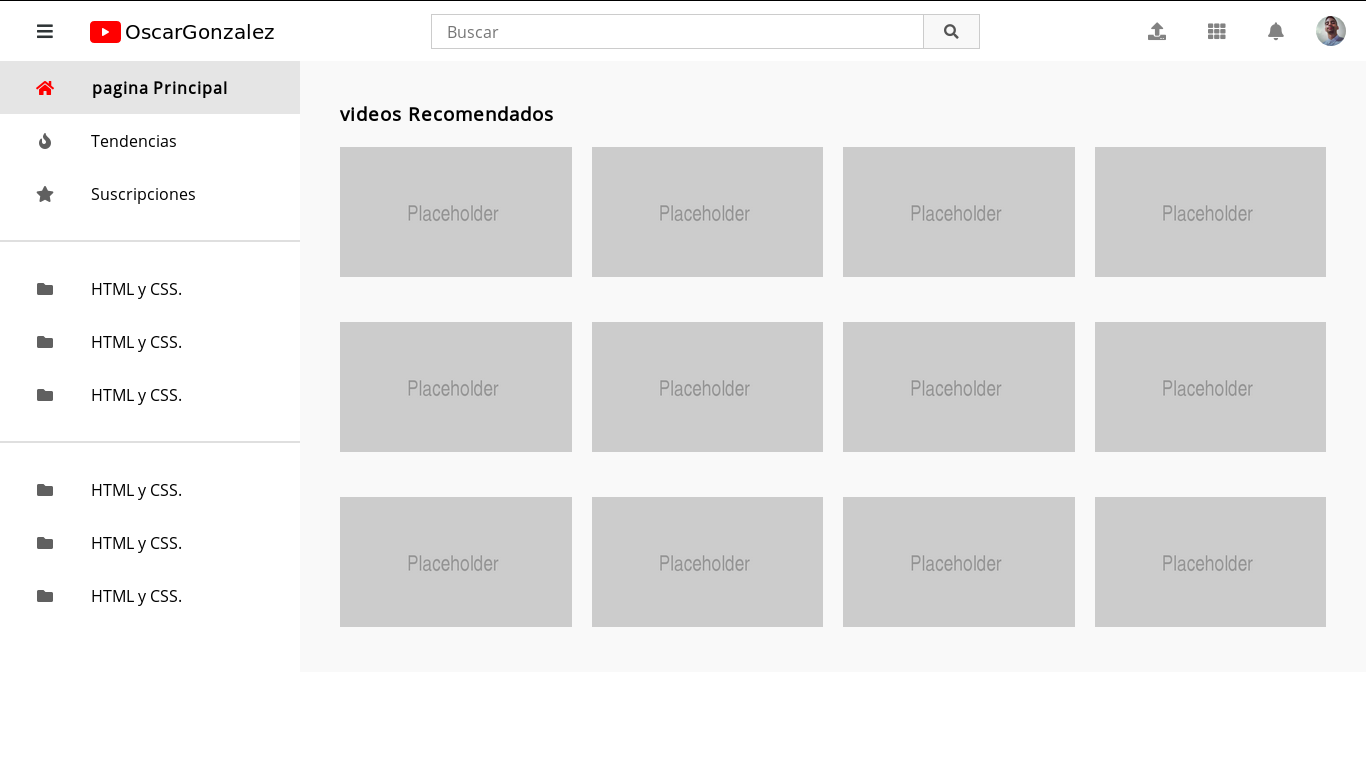 OscarGonzalez
Buscar
pagina Principal
Tendencias
Suscripciones
HTML y CSS.
HTML y CSS.
HTML y CSS.
HTML y CSS.
HTML y CSS.
HTML y CSS.
videos Recomendados
Placeholder Placeholder Placeholder Placeholder
Placeholder Placeholder Placeholder Placeholder
Placeholder Placeholder Placeholder Placeholder